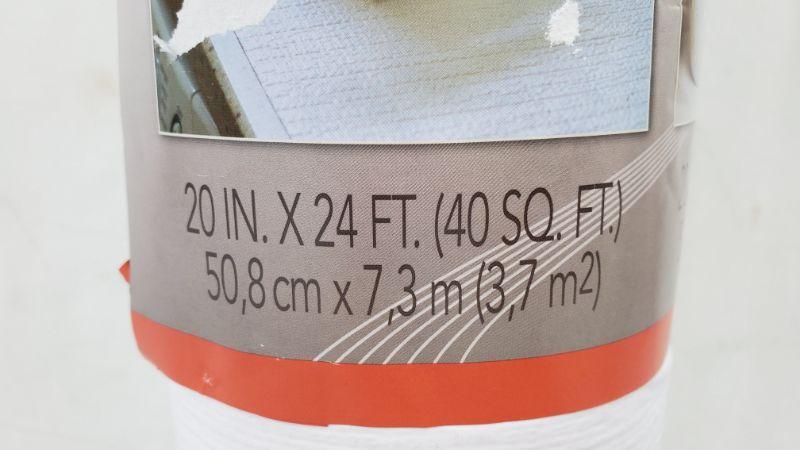 20 IN. X 24 FT. (40 SQ. FT.)
50,8 cm x 7,3 m (3,7 m²)